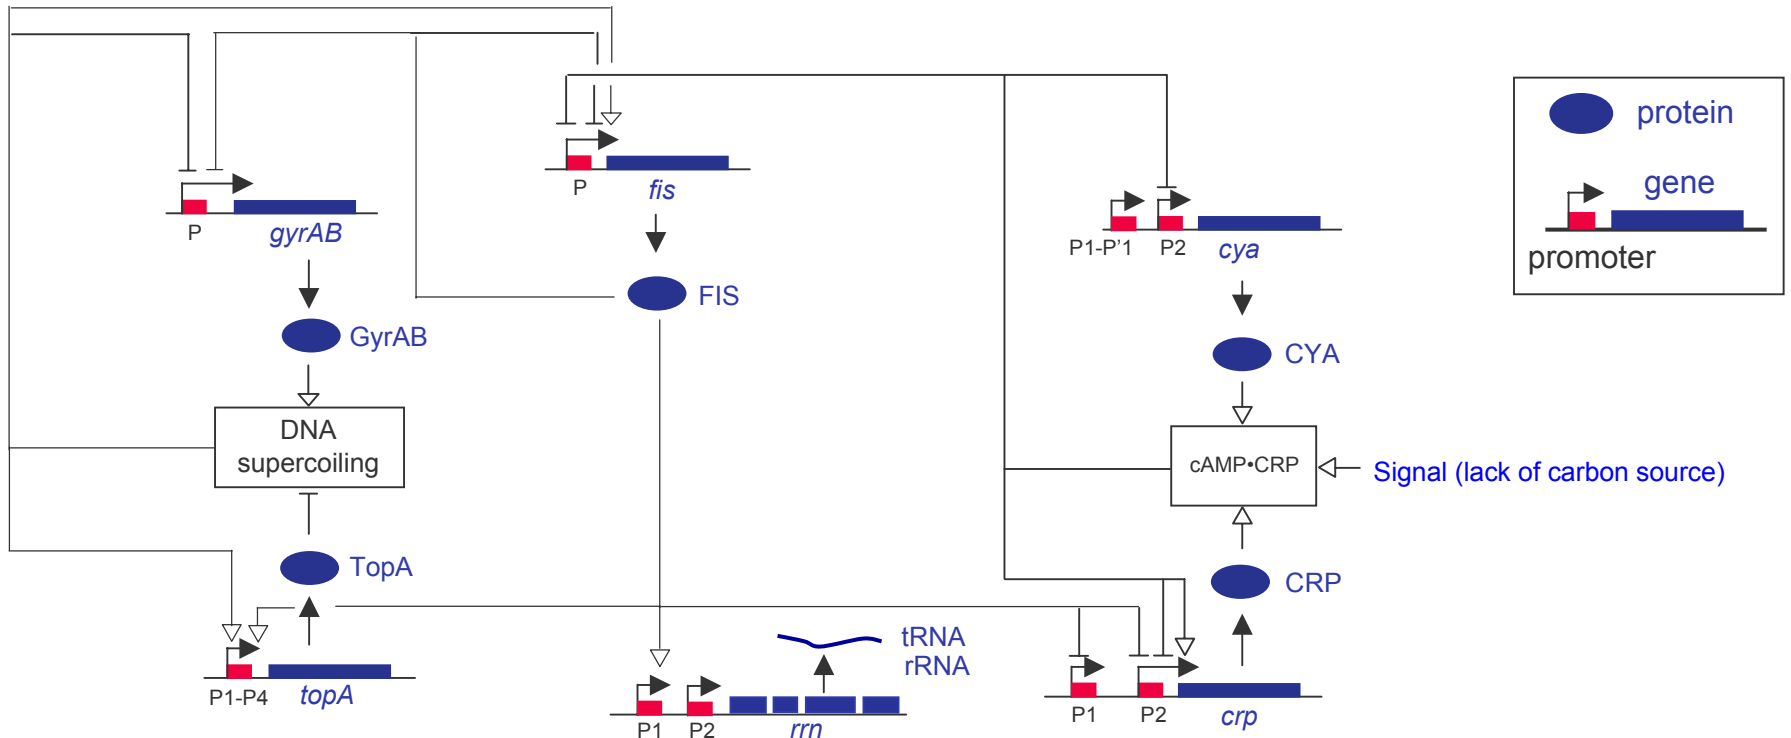 protein
gene
promoter
P
fis
P
gyrAB
P1-P'1
P2
cya
FIS
GyrAB
CYA
DNA
supercoiling
cAMP•CRP
Signal (lack of carbon source)
TopA
CRP
tRNA
rRNA
P1-P4
topA
P1
P2
rrn
P1
P2
crp